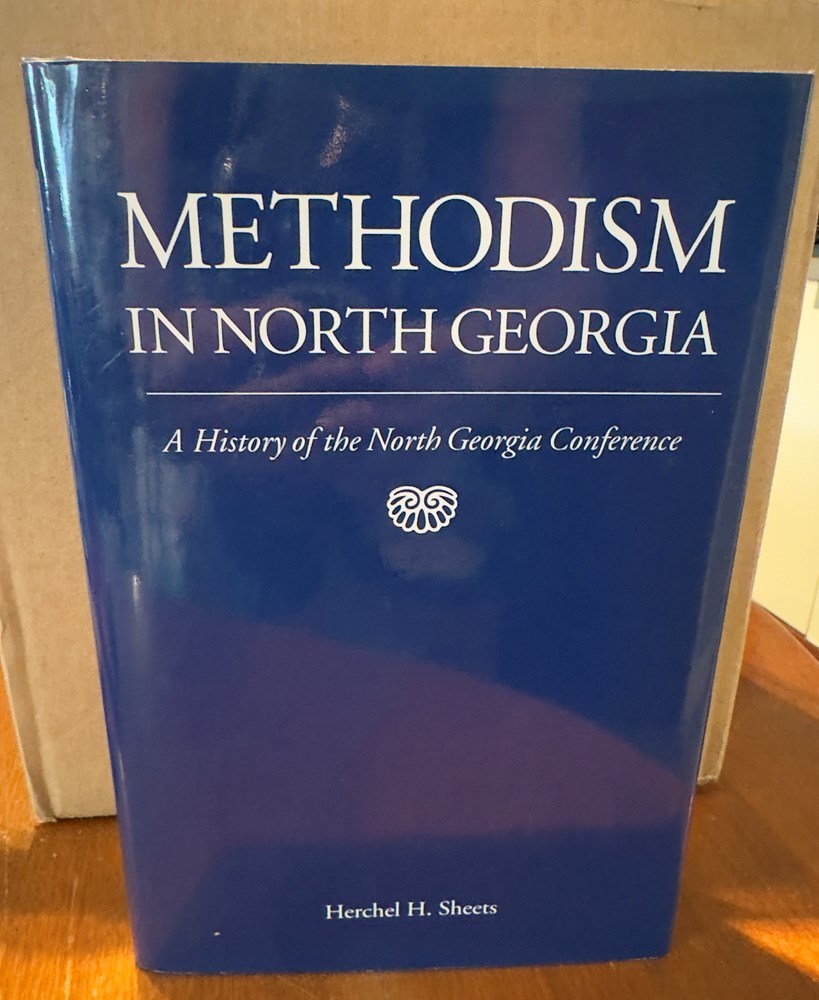 METHODISM
IN NORTH GEORGIA
A History of the North Georgia Conference
Herchel H. Sheets